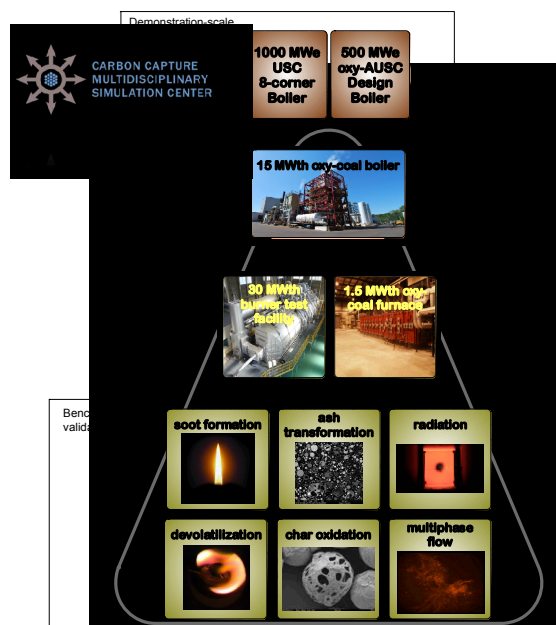 Demonstration-scale
CARBON CAPTURE
MULTIDISCIPLINARY
SIMULATION CENTER
1000 MWe
USC
8-corner
Boiler
500 MWe
oxy-AUSC
Design
Boiler
15 MWth oxy-coal boiler
30 MWth
burner test
facility
1.5 MWth oxy-
coal furnace
soot formation
ash
transformation
radiation
devolatilization
char oxidation
multiphase
flow